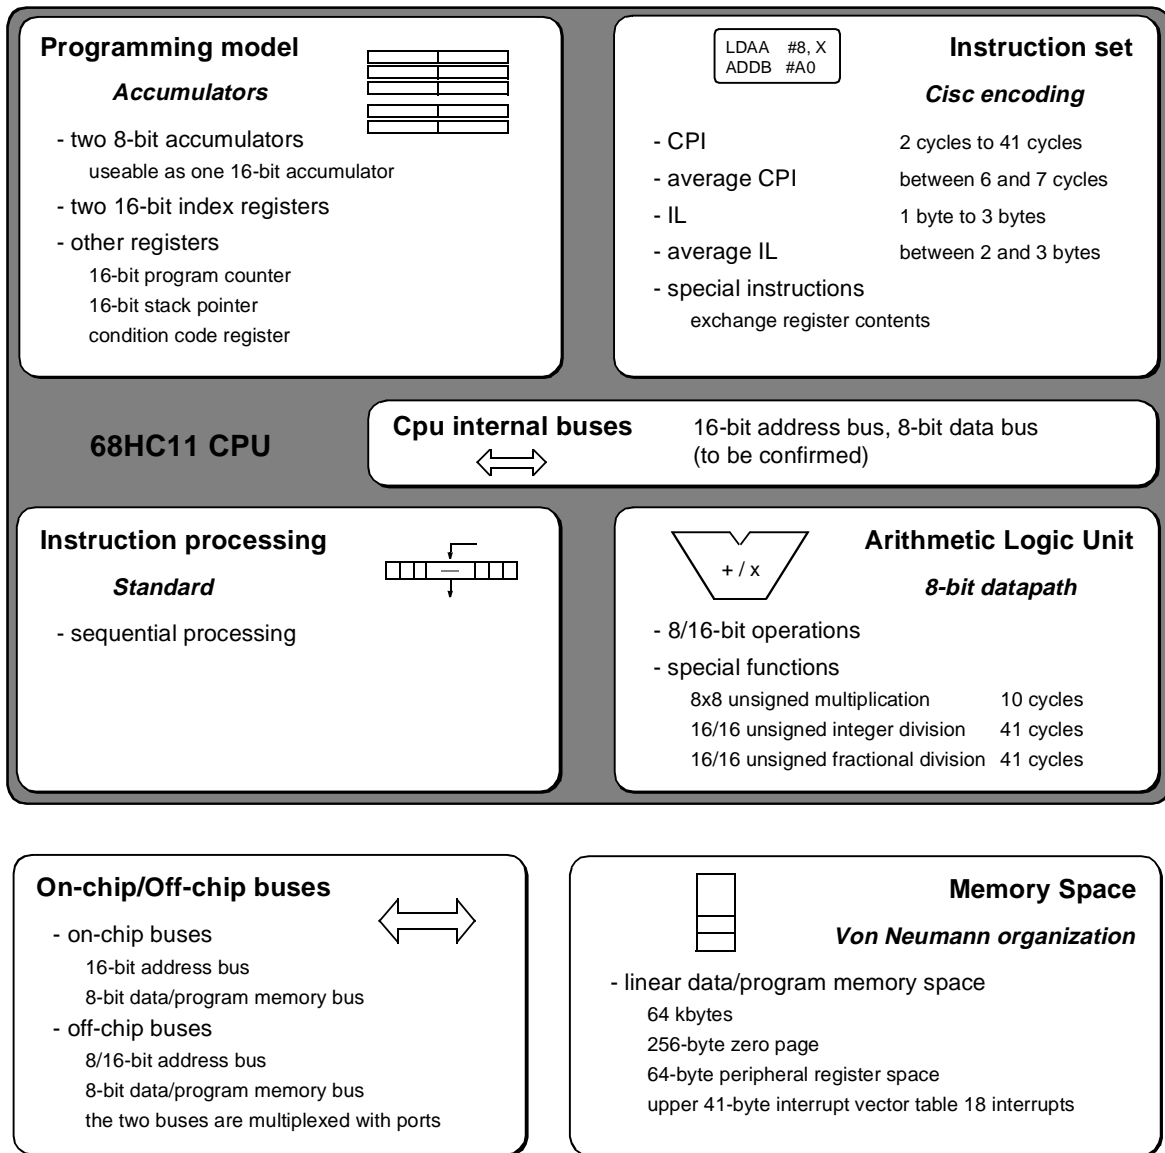 Programming model
Accumulators
- two 8-bit accumulators
useable as one 16-bit accumulator
- two 16-bit index registers
- other registers
16-bit program counter
16-bit stack pointer
condition code register
LDAA #8, X
ADDB #A0
Instruction set
Cisc encoding
- CPI 2 cycles to 41 cycles
- average CPI between 6 and 7 cycles
- IL 1 byte to 3 bytes
- average IL between 2 and 3 bytes
- special instructions
exchange register contents
68HC11 CPU
Cpu internal buses
16-bit address bus, 8-bit data bus
(to be confirmed)
Instruction processing
Standard
- sequential processing
+ / x
Arithmetic Logic Unit
8-bit datapath
- 8/16-bit operations
- special functions
8x8 unsigned multiplication 10 cycles
16/16 unsigned integer division 41 cycles
16/16 unsigned fractional division 41 cycles
On-chip/Off-chip buses
- on-chip buses
16-bit address bus
8-bit data/program memory bus
- off-chip buses
8/16-bit address bus
8-bit data/program memory bus
the two buses are multiplexed with ports
Memory Space
Von Neumann organization
- linear data/program memory space
64 kbytes
256-byte zero page
64-byte peripheral register space
upper 41-byte interrupt vector table 18 interrupts